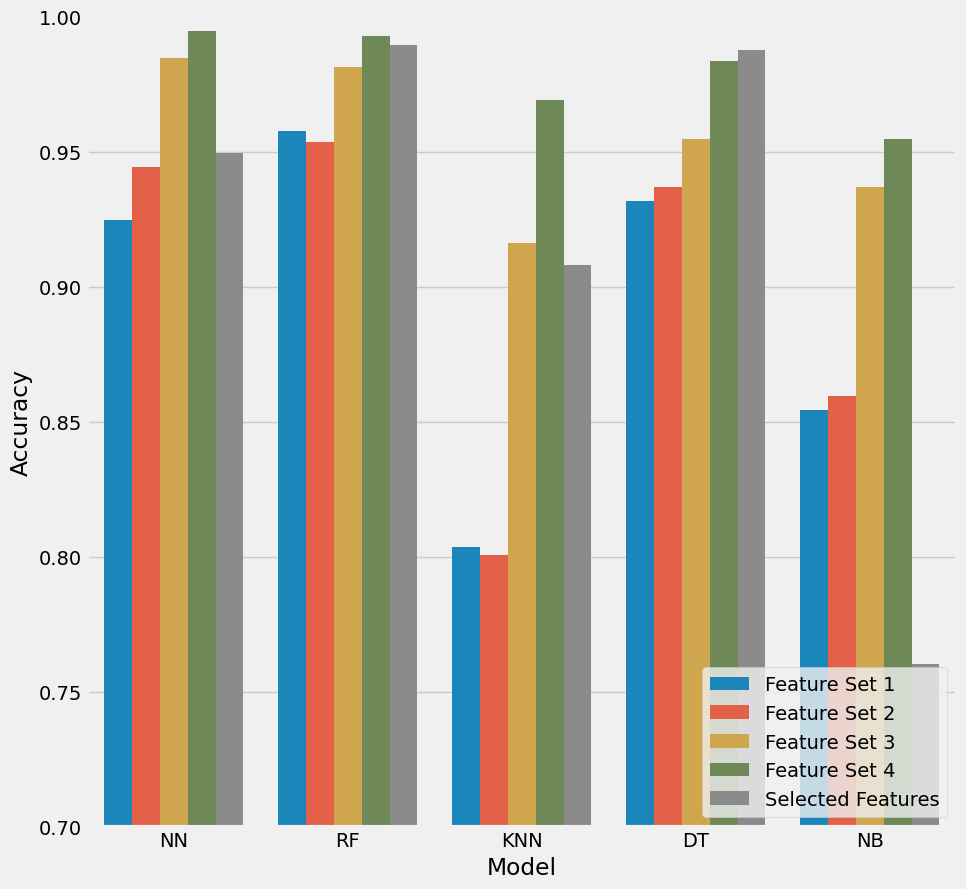 1.00
0.95
0.90
0.85
0.80
0.75
0.70
Accuracy
NN
RF
KNN
DT
NB
Model
Feature Set 1
Feature Set 2
Feature Set 3
Feature Set 4
Selected Features